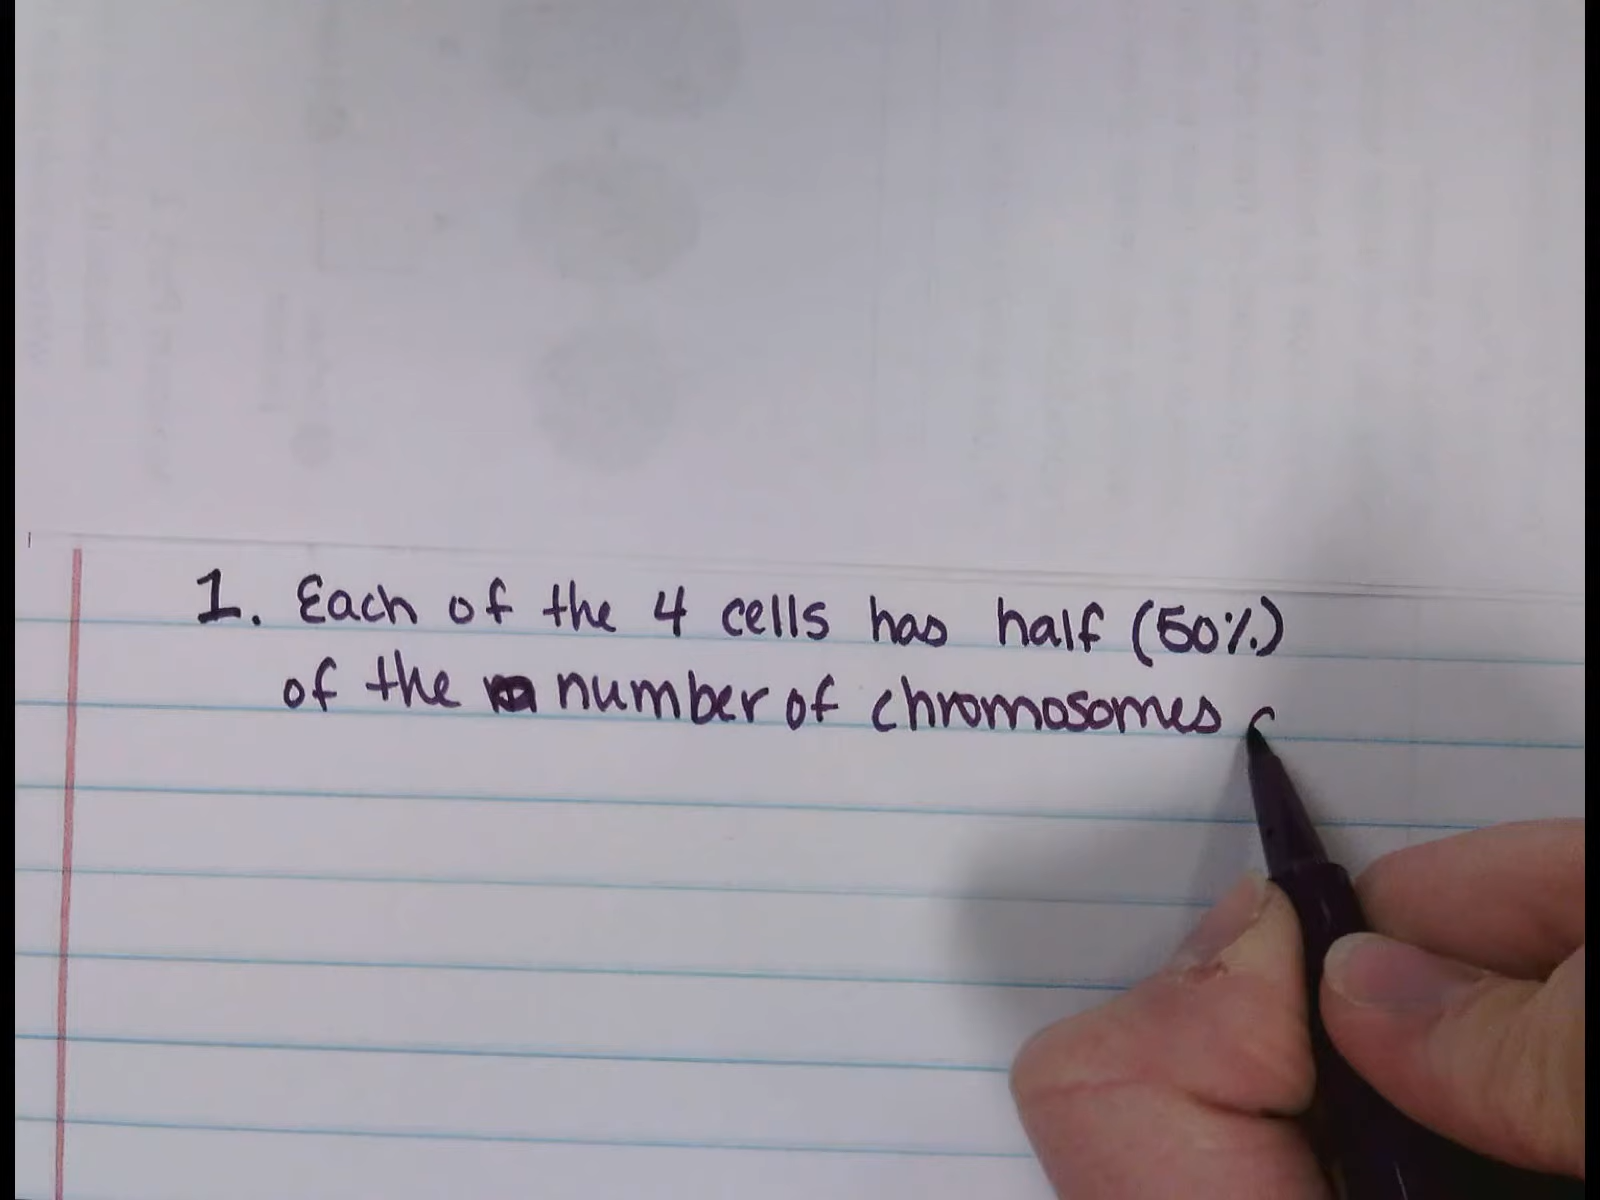 1. Each of the 4 cells has half (50%)
of the number of chromosomes